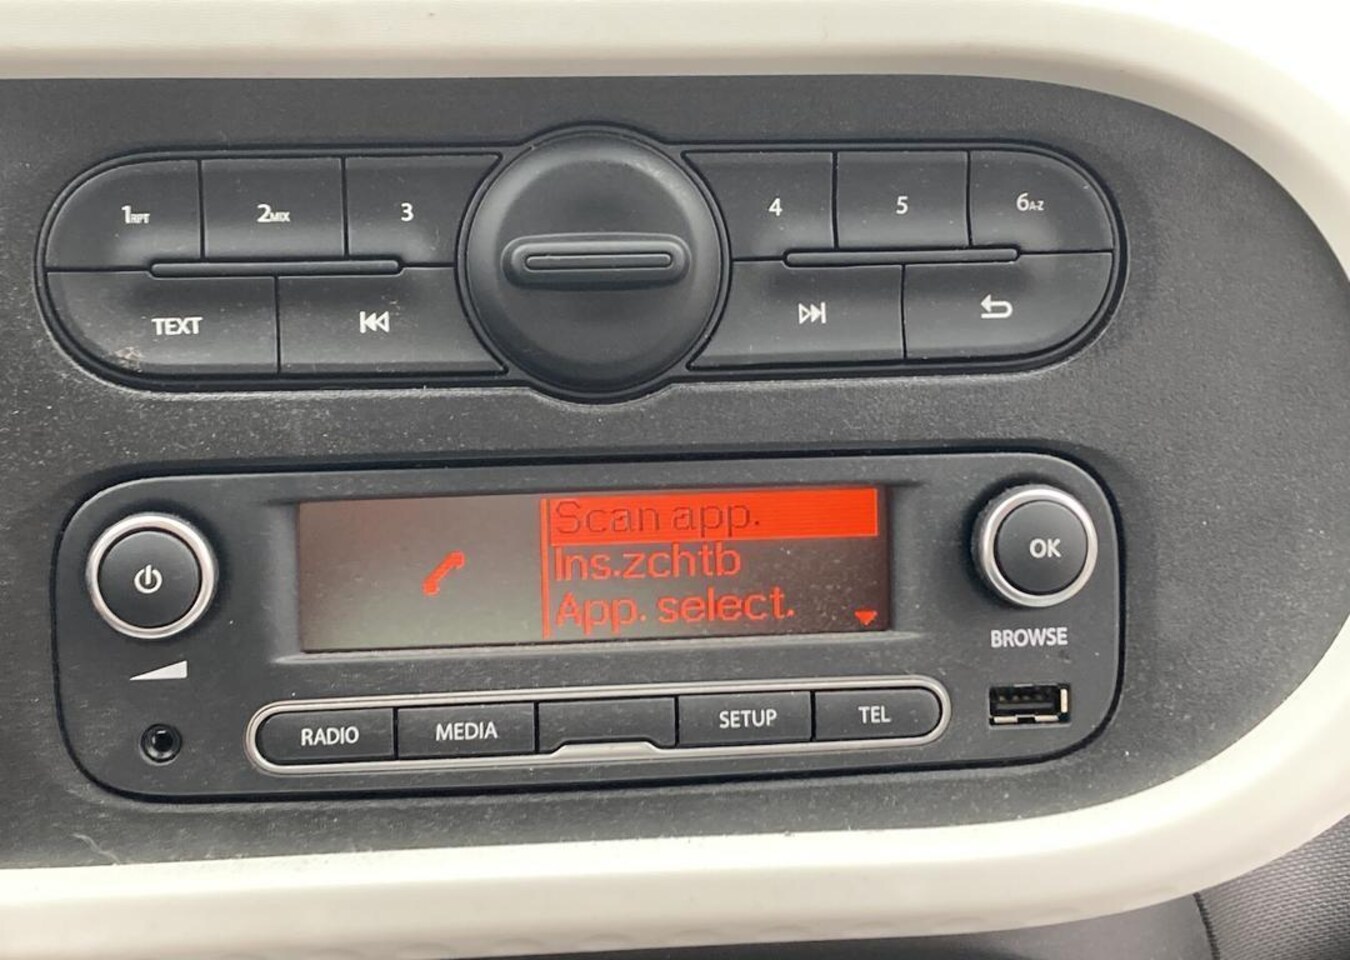 1RPT 2MIX 3 4 5 6A-Z
TEXT
Scan app.
Ins.zchtb
App. select.
OK
BROWSE
RADIO MEDIA SETUP TEL